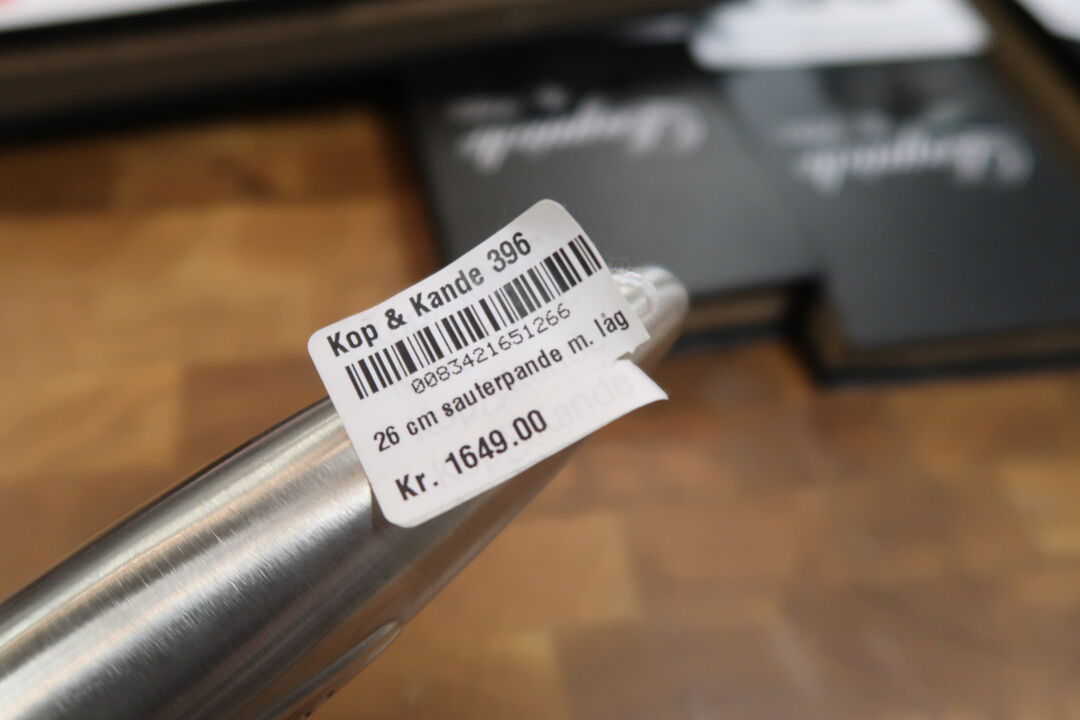 Kop & Kande 396
0083421651266
26 cm sauterpande m. låg
Kr. 1649.00